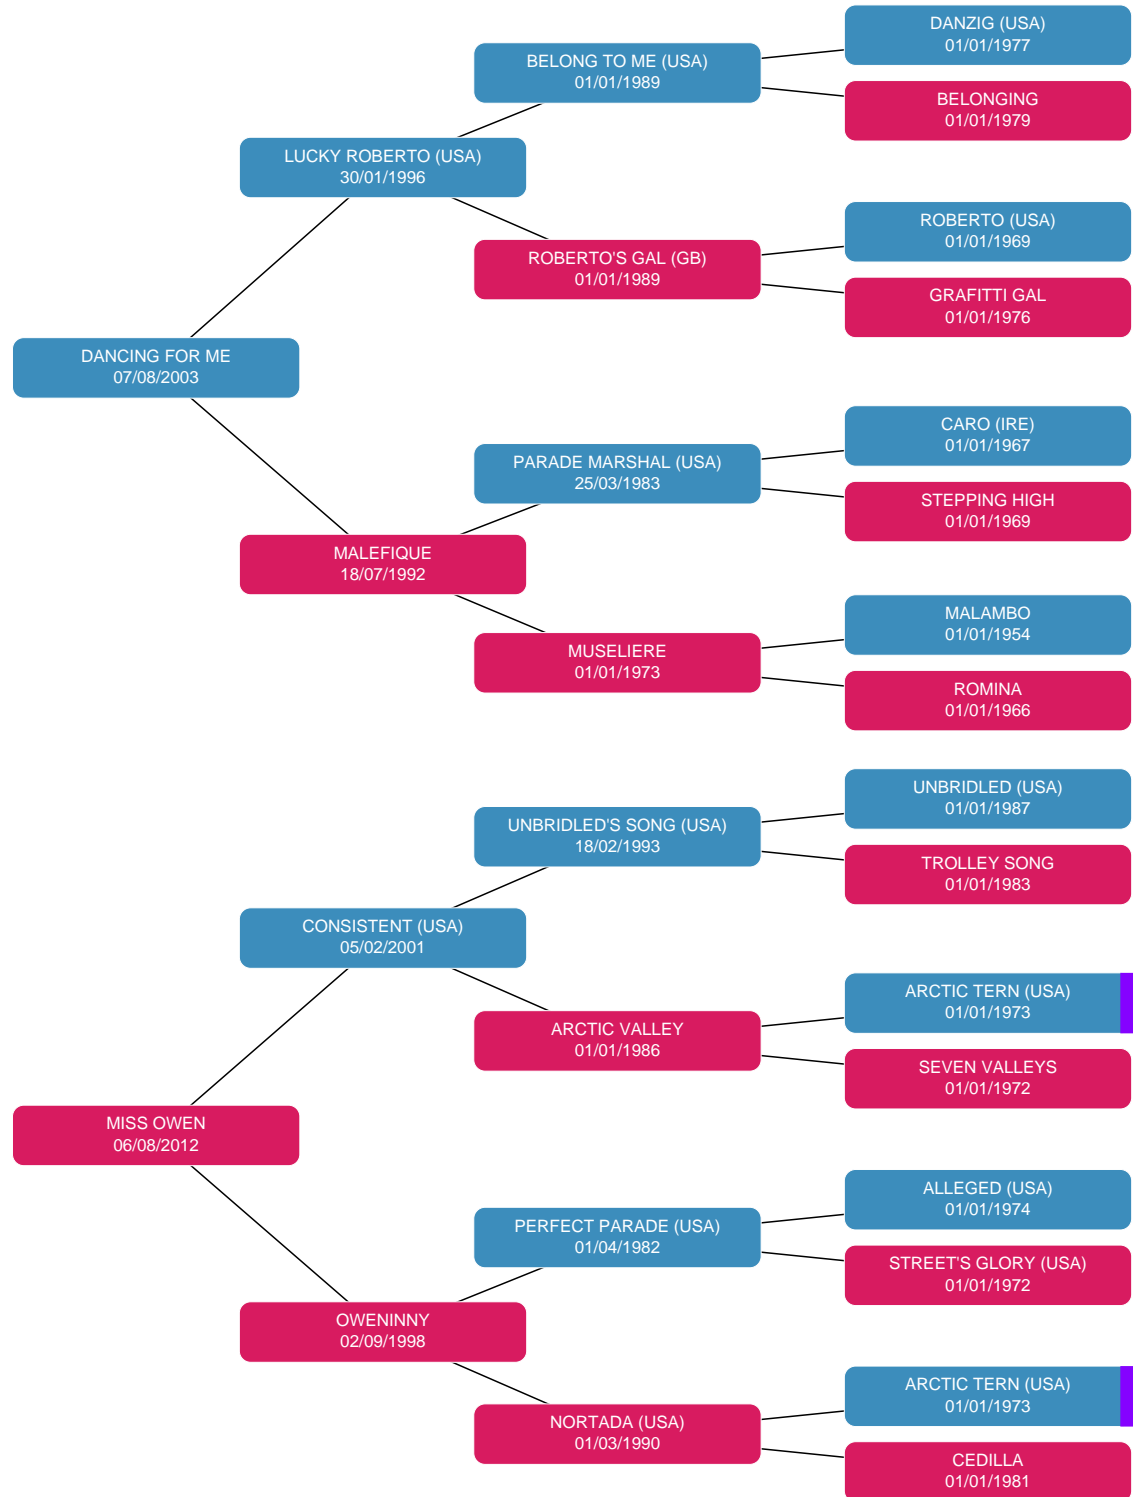 DANZIG (USA)
01/01/1977
BELONG TO ME (USA)
01/01/1989
BELONGING
01/01/1979
LUCKY ROBERTO (USA)
30/01/1996
ROBERTO (USA)
01/01/1969
ROBERTO'S GAL (GB)
01/01/1989
GRAFITTI GAL
01/01/1976
DANCING FOR ME
07/08/2003
CARO (IRE)
01/01/1967
PARADE MARSHAL (USA)
25/03/1983
STEPPING HIGH
01/01/1969
MALEFIQUE
18/07/1992
MALAMBO
01/01/1954
MUSELIERE
01/01/1973
ROMINA
01/01/1966
UNBRIDLED (USA)
01/01/1987
UNBRIDLED'S SONG (USA)
18/02/1993
TROLLEY SONG
01/01/1983
CONSISTENT (USA)
05/02/2001
ARCTIC TERN (USA)
01/01/1973
ARCTIC VALLEY
01/01/1986
SEVEN VALLEYS
01/01/1972
MISS OWEN
06/08/2012
ALLEGED (USA)
01/01/1974
PERFECT PARADE (USA)
01/04/1982
STREET'S GLORY (USA)
01/01/1972
OWENINNY
02/09/1998
ARCTIC TERN (USA)
01/01/1973
NORTADA (USA)
01/03/1990
CEDILLA
01/01/1981